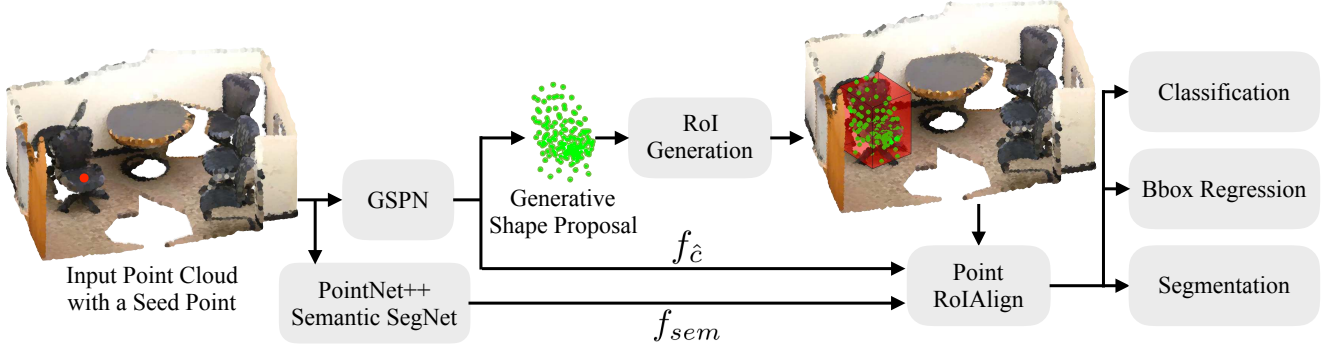 Input Point Cloud
with a Seed Point
GSPN
PointNet++
Semantic SegNet
Generative
Shape Proposal
RoI
Generation
f_ĉ
f_sem
Point
RoIAlign
Classification
Bbox Regression
Segmentation